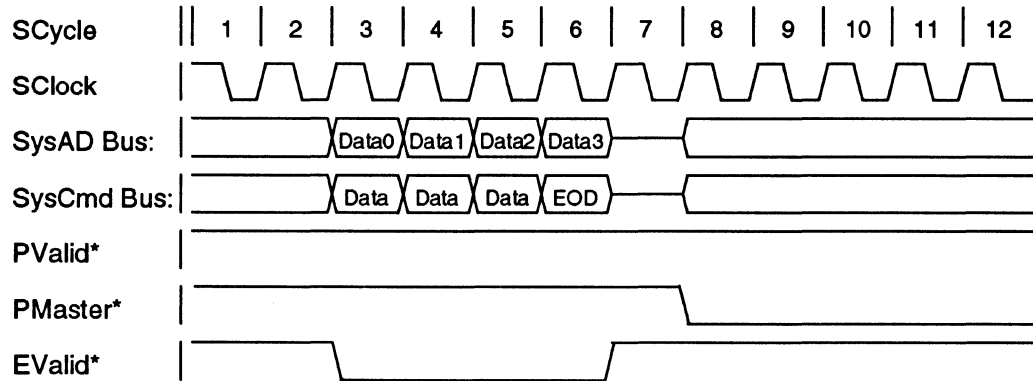 SCycle 1 2 3 4 5 6 7 8 9 10 11 12
SClock
SysAD Bus: Data0 Data1 Data2 Data3
SysCmd Bus: Data Data Data EOD
PValid*
PMaster*
EValid*